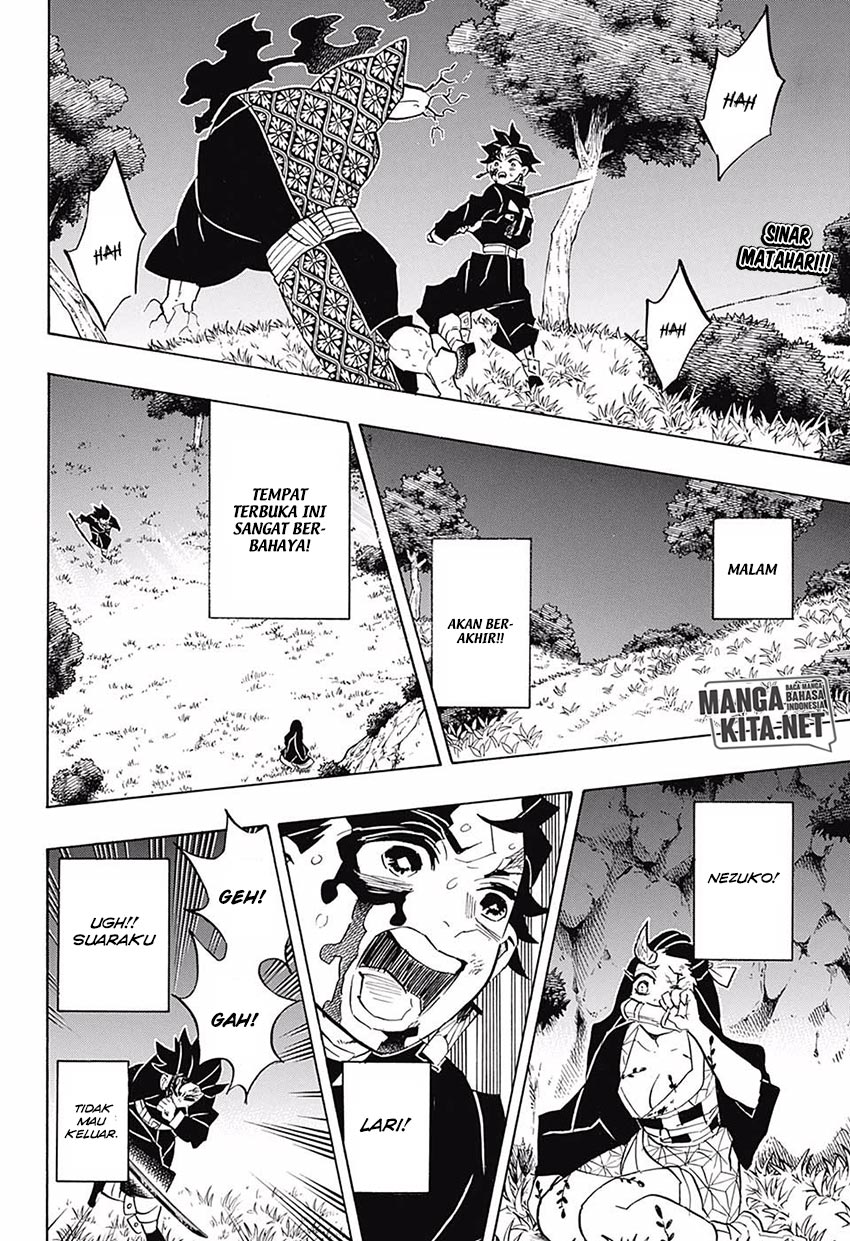 HAH
SINAR
MATAHARI!!
HAH
HAH
MALAM
AKAN BER-
AKHIR!!
TEMPAT
TERBUKA INI
SANGAT BER-
BAHAYA!
MANGA
KITA.NET
BACA MANGA
BAHASA
INDONESIA
NEZUKO!
LARI!
GEH!
GAH!
UGH!!
SUARAKU
TIDAK
MAU
KELUAR.